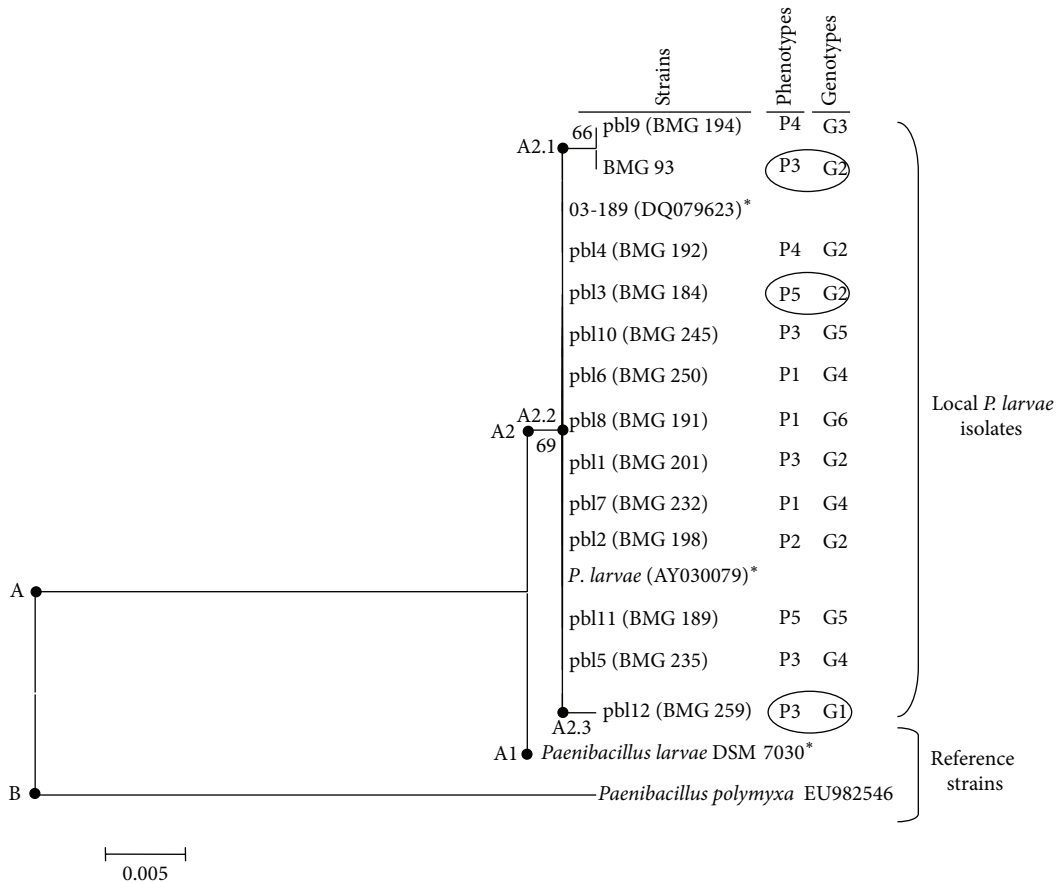 Strains Phenotypes Genotypes
66 pbl9 (BMG 194) P4 G3
A2.1
BMG 93 P3 G2
03-189 (DQ079623)*
pbl4 (BMG 192) P4 G2
pbl3 (BMG 184) P5 G2
pbl10 (BMG 245) P3 G5
pbl6 (BMG 250) P1 G4
A2.2
pbl8 (BMG 191) P1 G6
A2
69
pbl1 (BMG 201) P3 G2
pbl7 (BMG 232) P1 G4
pbl2 (BMG 198) P2 G2
P. larvae (AY030079)*
A
pbl11 (BMG 189) P5 G5
pbl5 (BMG 235) P3 G4
pbl12 (BMG 259) P3 G1
A2.3
Local P. larvae
isolates
A1 Paenibacillus larvae DSM 7030*
B Paenibacillus polymyxa EU982546
Reference
strains
0.005